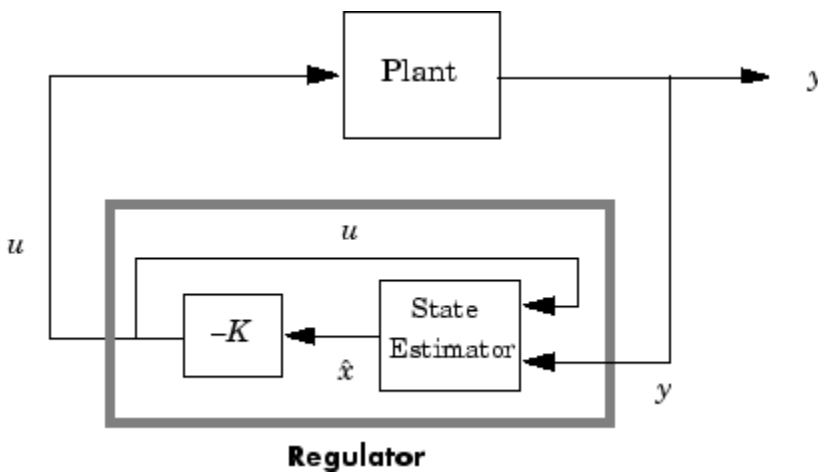 Plant
y
u
u
–K
State
Estimator
x̂
y
Regulator